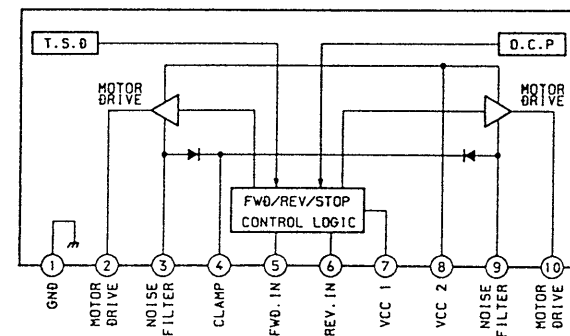 T.S.D
O.C.P
MOTOR
DRIVE
MOTOR
DRIVE
FWD/REV/STOP
CONTROL LOGIC
1
2
3
4
5
6
7
8
9
10
GND
MOTOR
DRIVE
NOISE
FILTER
CLAMP
FWD.IN
REV.IN
VCC 1
VCC 2
NOISE
FILTER
MOTOR
DRIVE